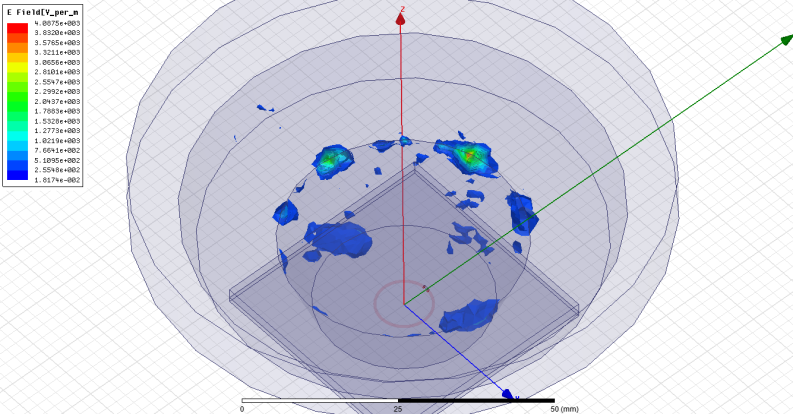 E Field[V_per_m
4.0875e+003
3.8320e+003
3.5765e+003
3.3211e+003
3.0656e+003
2.8101e+003
2.5547e+003
2.2992e+003
2.0437e+003
1.7883e+003
1.5328e+003
1.2773e+003
1.0219e+003
7.6641e+002
5.1095e+002
2.5548e+002
1.8174e-002
Z
0
25
50 (mm)